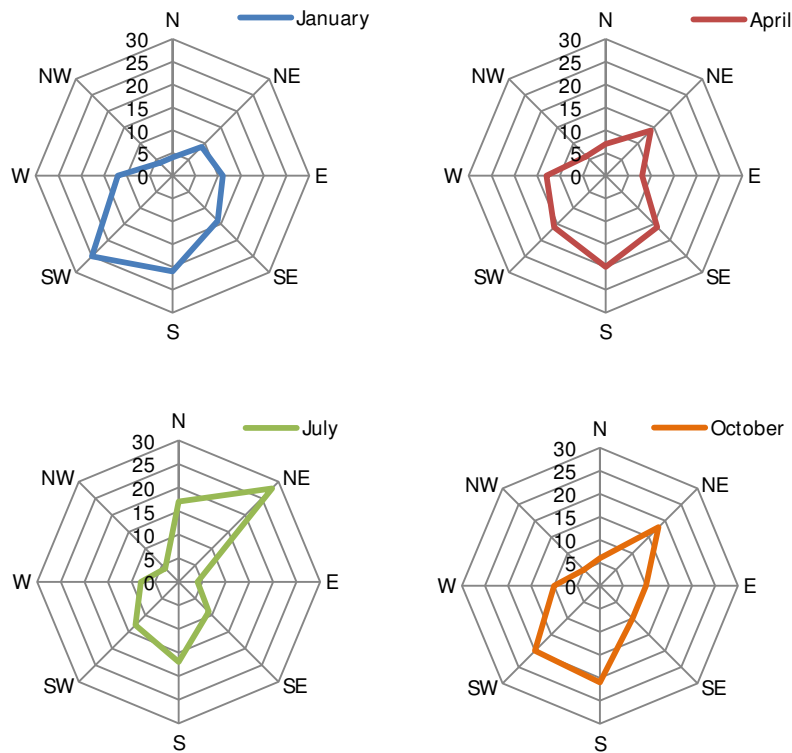 January
N
30
25
20
15
10
5
0
NW
NE
W
E
SW
SE
S
April
N
30
25
20
15
10
5
0
NW
NE
W
E
SW
SE
S
July
N
30
25
20
15
10
5
0
NW
NE
W
E
SW
SE
S
October
N
30
25
20
15
10
5
0
NW
NE
W
E
SW
SE
S